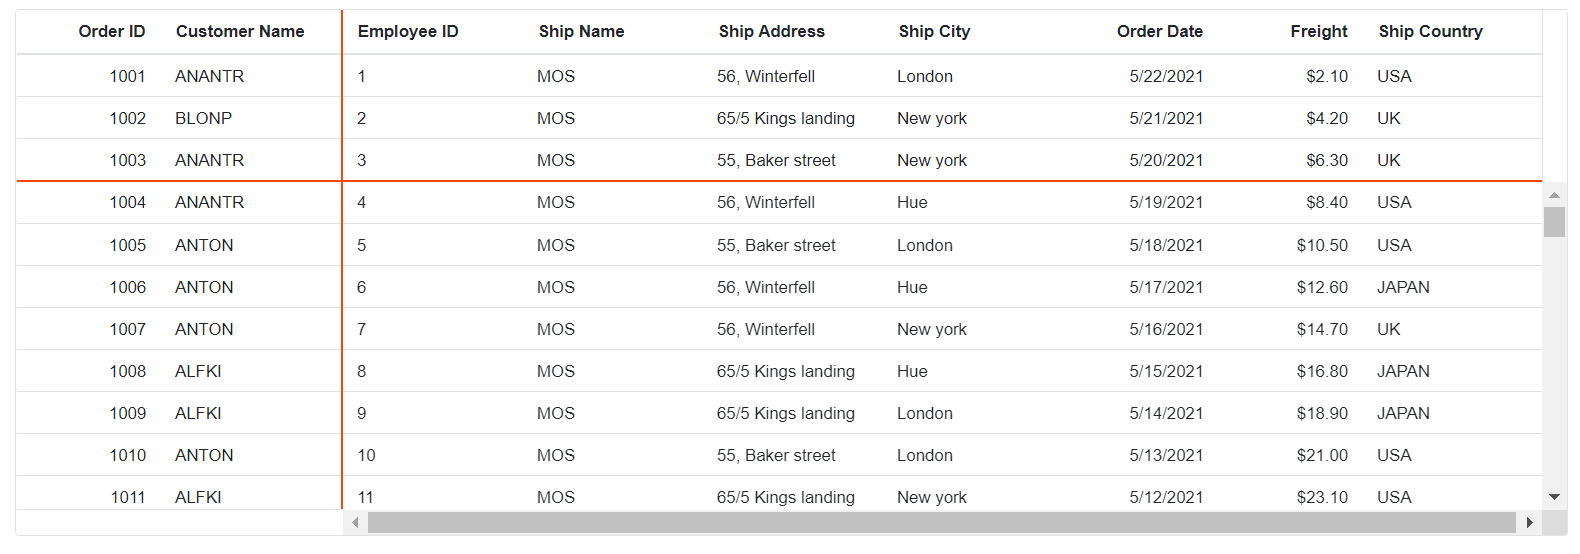 Order ID Customer Name Employee ID Ship Name Ship Address Ship City Order Date Freight Ship Country
1001 ANANTR 1 MOS 56, Winterfell London 5/22/2021 $2.10 USA
1002 BLONP 2 MOS 65/5 Kings landing New york 5/21/2021 $4.20 UK
1003 ANANTR 3 MOS 55, Baker street New york 5/20/2021 $6.30 UK
1004 ANANTR 4 MOS 56, Winterfell Hue 5/19/2021 $8.40 USA
1005 ANTON 5 MOS 55, Baker street London 5/18/2021 $10.50 USA
1006 ANTON 6 MOS 56, Winterfell Hue 5/17/2021 $12.60 JAPAN
1007 ANTON 7 MOS 56, Winterfell New york 5/16/2021 $14.70 UK
1008 ALFKI 8 MOS 65/5 Kings landing Hue 5/15/2021 $16.80 JAPAN
1009 ALFKI 9 MOS 65/5 Kings landing London 5/14/2021 $18.90 JAPAN
1010 ANTON 10 MOS 55, Baker street London 5/13/2021 $21.00 USA
1011 ALFKI 11 MOS 65/5 Kings landing New york 5/12/2021 $23.10 USA